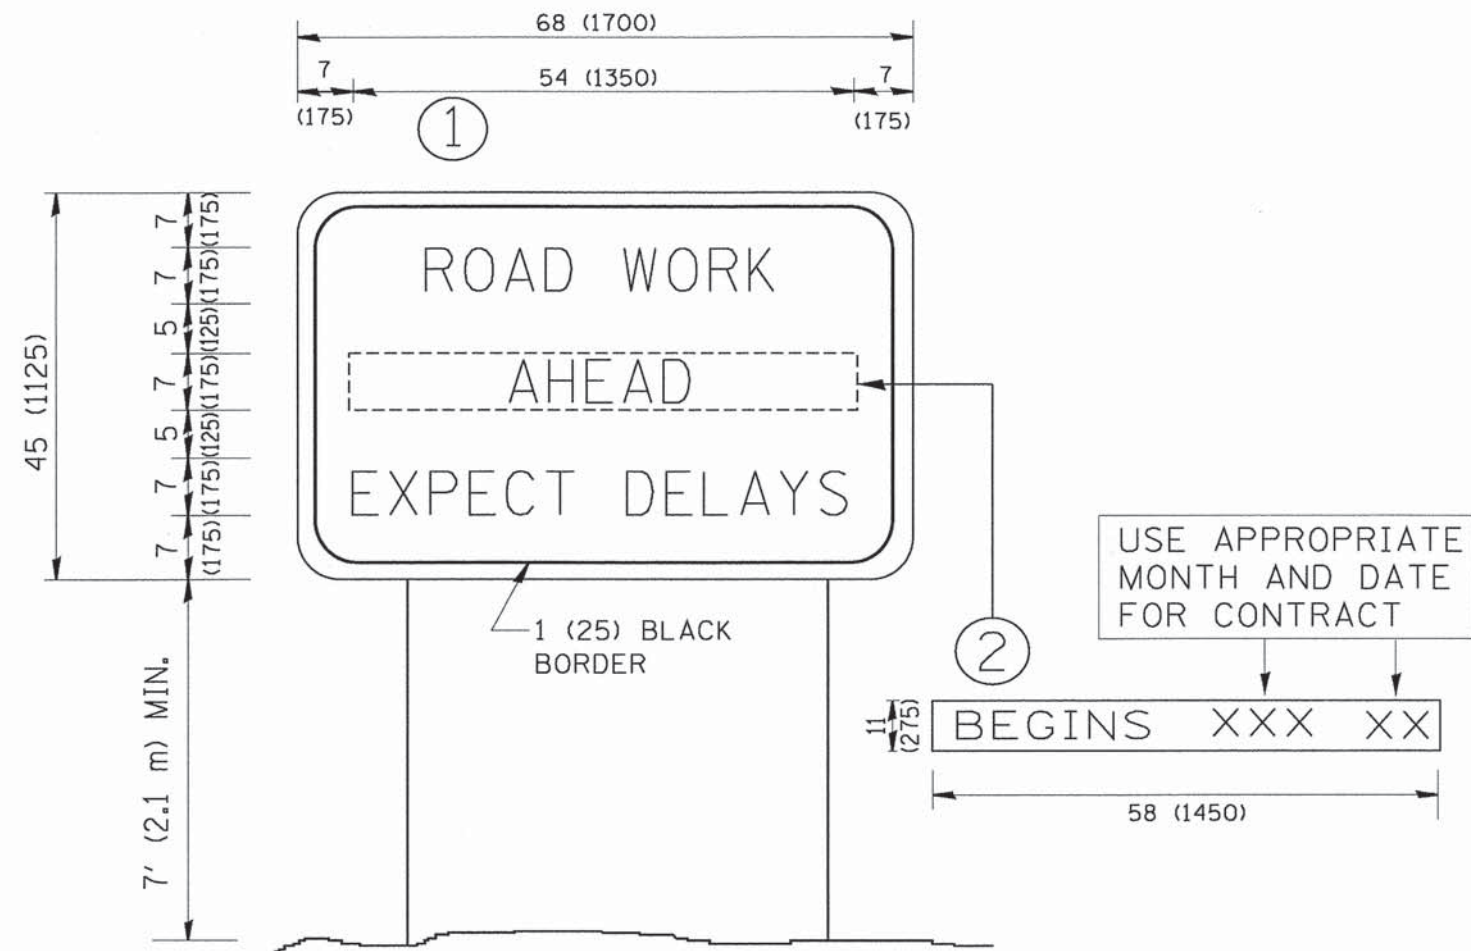 68 (1700)
7
54 (1350)
7
(175)
(175)
1
45 (1125)
7
(175)
7
(175)
5
(125)
7
(175)
5
(125)
7
(175)
7
(175)
ROAD WORK
AHEAD
EXPECT DELAYS
1 (25) BLACK
BORDER
7' (2.1 m) MIN.
2
USE APPROPRIATE
MONTH AND DATE
FOR CONTRACT
11
(275)
BEGINS XXX XX
58 (1450)